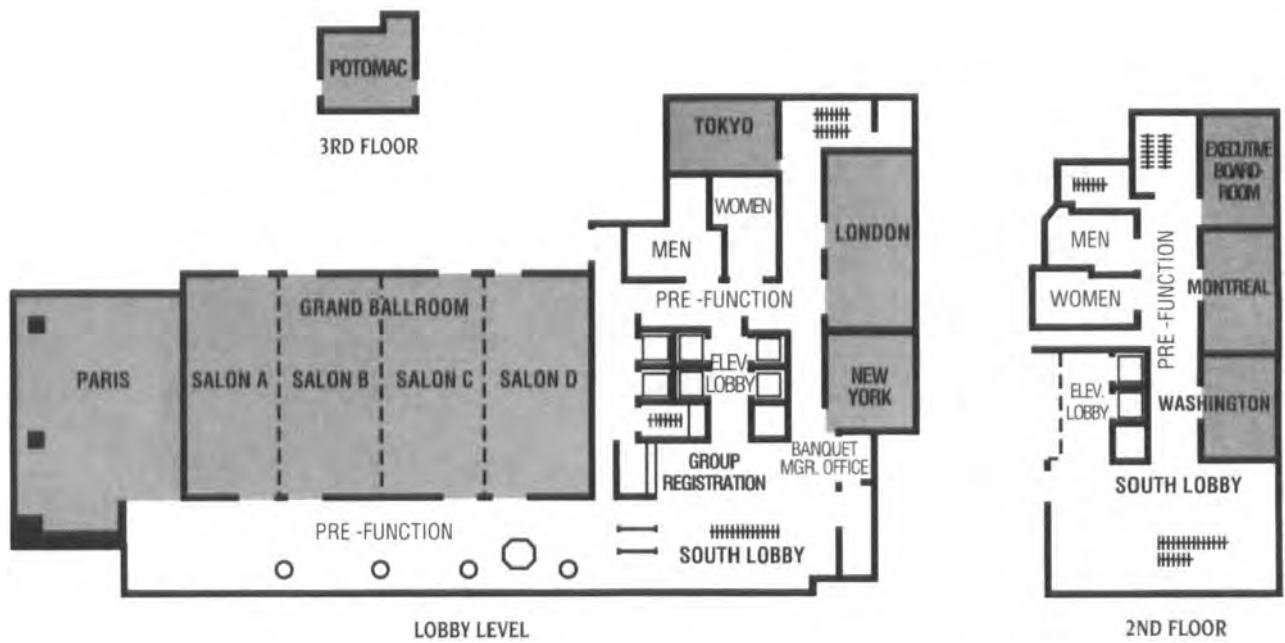 POTOMAC
3RD FLOOR
TOKYO
WOMEN
MEN
LONDON
PRE -FUNCTION
GRAND BALLROOM
PARIS
SALON A
SALON B
SALON C
SALON D
ELEV.
LOBBY
NEW
YORK
BANQUET
MGR. OFFICE
GROUP
REGISTRATION
PRE -FUNCTION
SOUTH LOBBY
LOBBY LEVEL
EXECUTIVE
BOARD-
ROOM
MEN
WOMEN
PRE -FUNCTION
MONTREAL
ELEV.
LOBBY
WASHINGTON
SOUTH LOBBY
2ND FLOOR